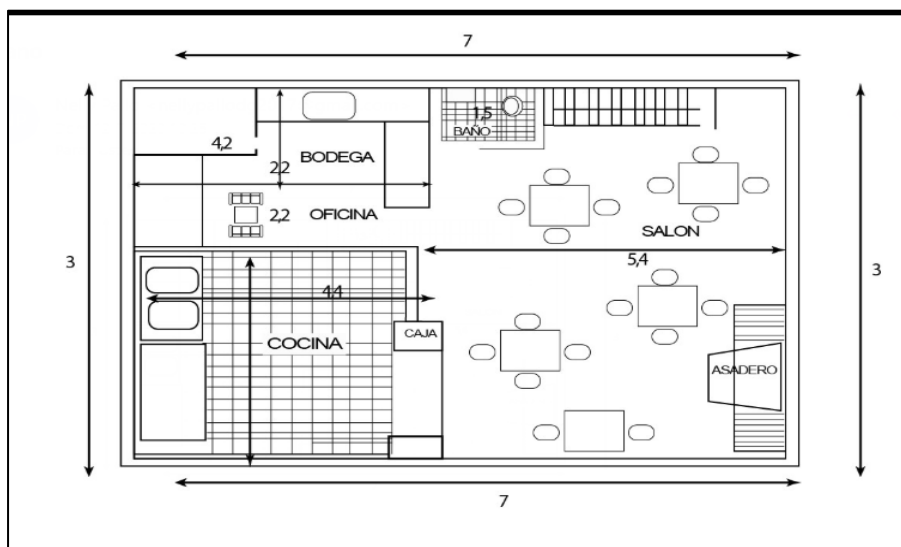 7
1,5
BAÑO
4,2
BODEGA
2,2
2,2
OFICINA
SALON
3
5,4
3
4,4
CAJA
COCINA
ASADERO
7